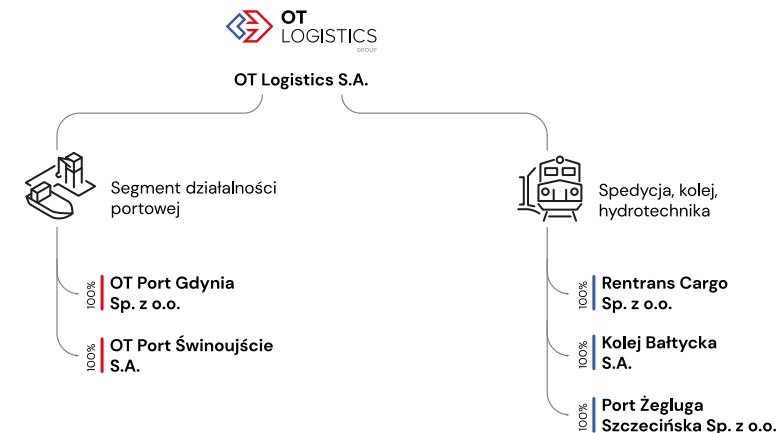 OT
LOGISTICS
GROUP
OT Logistics S.A.
Segment działalności
portowej
100%
OT Port Gdynia
Sp. z o.o.
100%
OT Port Świnoujście
S.A.
Spedycja, kolej,
hydrotechnika
100%
Rentrans Cargo
Sp. z o.o.
100%
Kolej Bałtycka
S.A.
100%
Port Żegluga
Szczecińska Sp. z o.o.